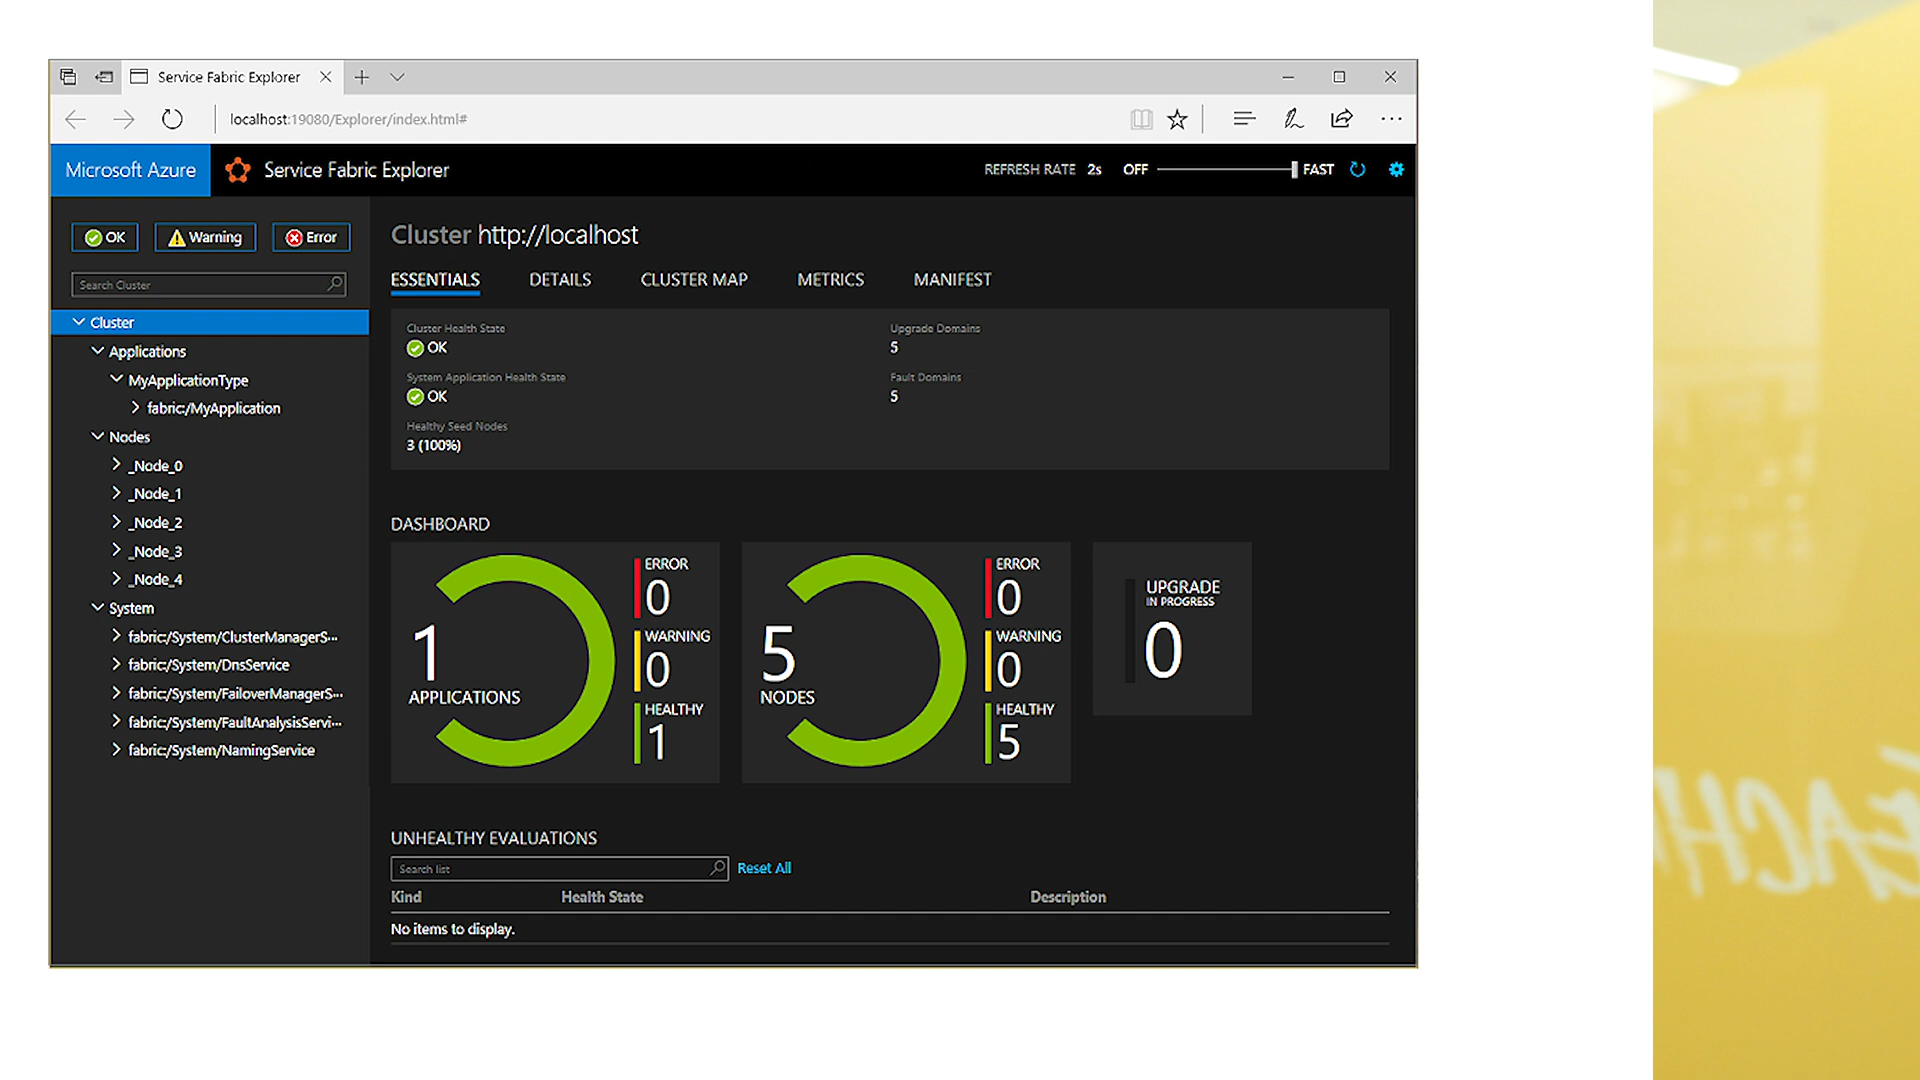 Service Fabric Explorer
localhost:19080/Explorer/index.html#
Microsoft Azure
Service Fabric Explorer
REFRESH RATE 2s OFF FAST
OK Warning Error
Search Cluster
Cluster
Applications
MyApplicationType
fabric:/MyApplication
Nodes
_Node_0
_Node_1
_Node_2
_Node_3
_Node_4
System
fabric:/System/ClusterManagerS...
fabric:/System/DnsService
fabric:/System/FailoverManagerS...
fabric:/System/FaultAnalysisServi...
fabric:/System/NamingService
Cluster http://localhost
ESSENTIALS DETAILS CLUSTER MAP METRICS MANIFEST
Cluster Health State
OK
System Application Health State
OK
Healthy Seed Nodes
3 (100%)
Upgrade Domains
5
Fault Domains
5
DASHBOARD
1
APPLICATIONS
ERROR
0
WARNING
0
HEALTHY
1
5
NODES
ERROR
0
WARNING
0
HEALTHY
5
UPGRADE
IN PROGRESS
0
UNHEALTHY EVALUATIONS
Search list
Reset All
Kind Health State Description
No items to display.